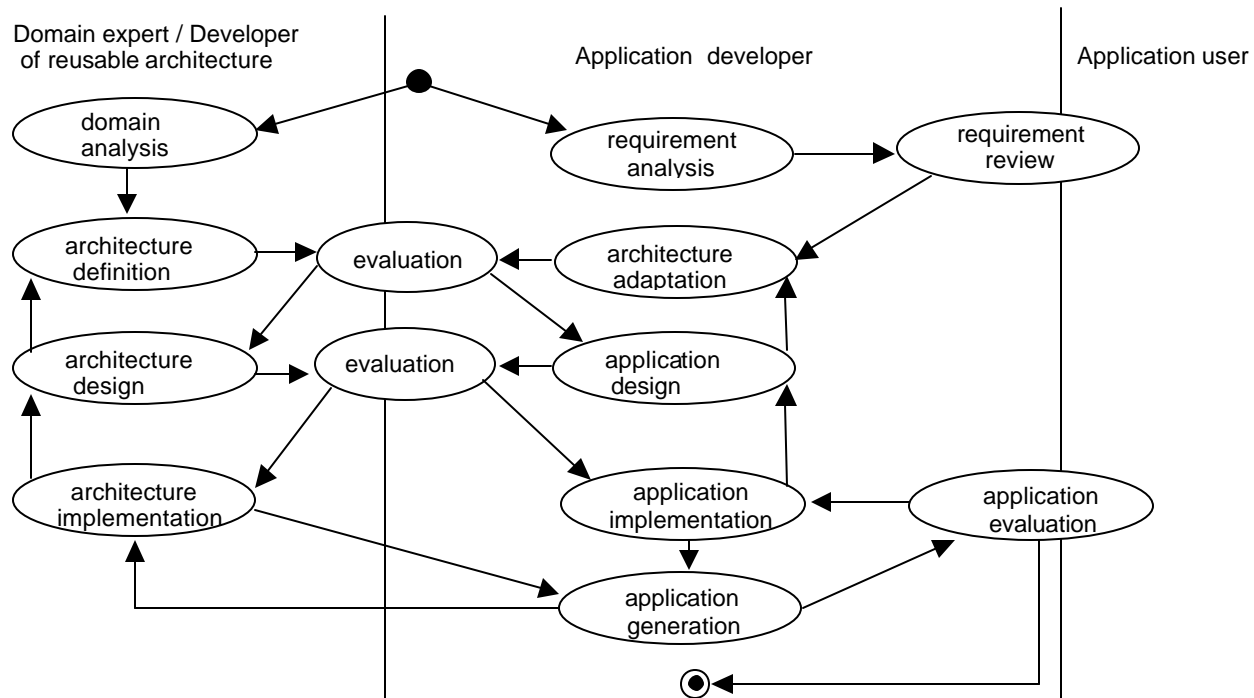 Domain expert / Developer
of reusable architecture
Application developer
Application user
domain
analysis
requirement
analysis
requirement
review
architecture
definition
evaluation
architecture
adaptation
architecture
design
evaluation
application
design
architecture
implementation
application
implementation
application
evaluation
application
generation